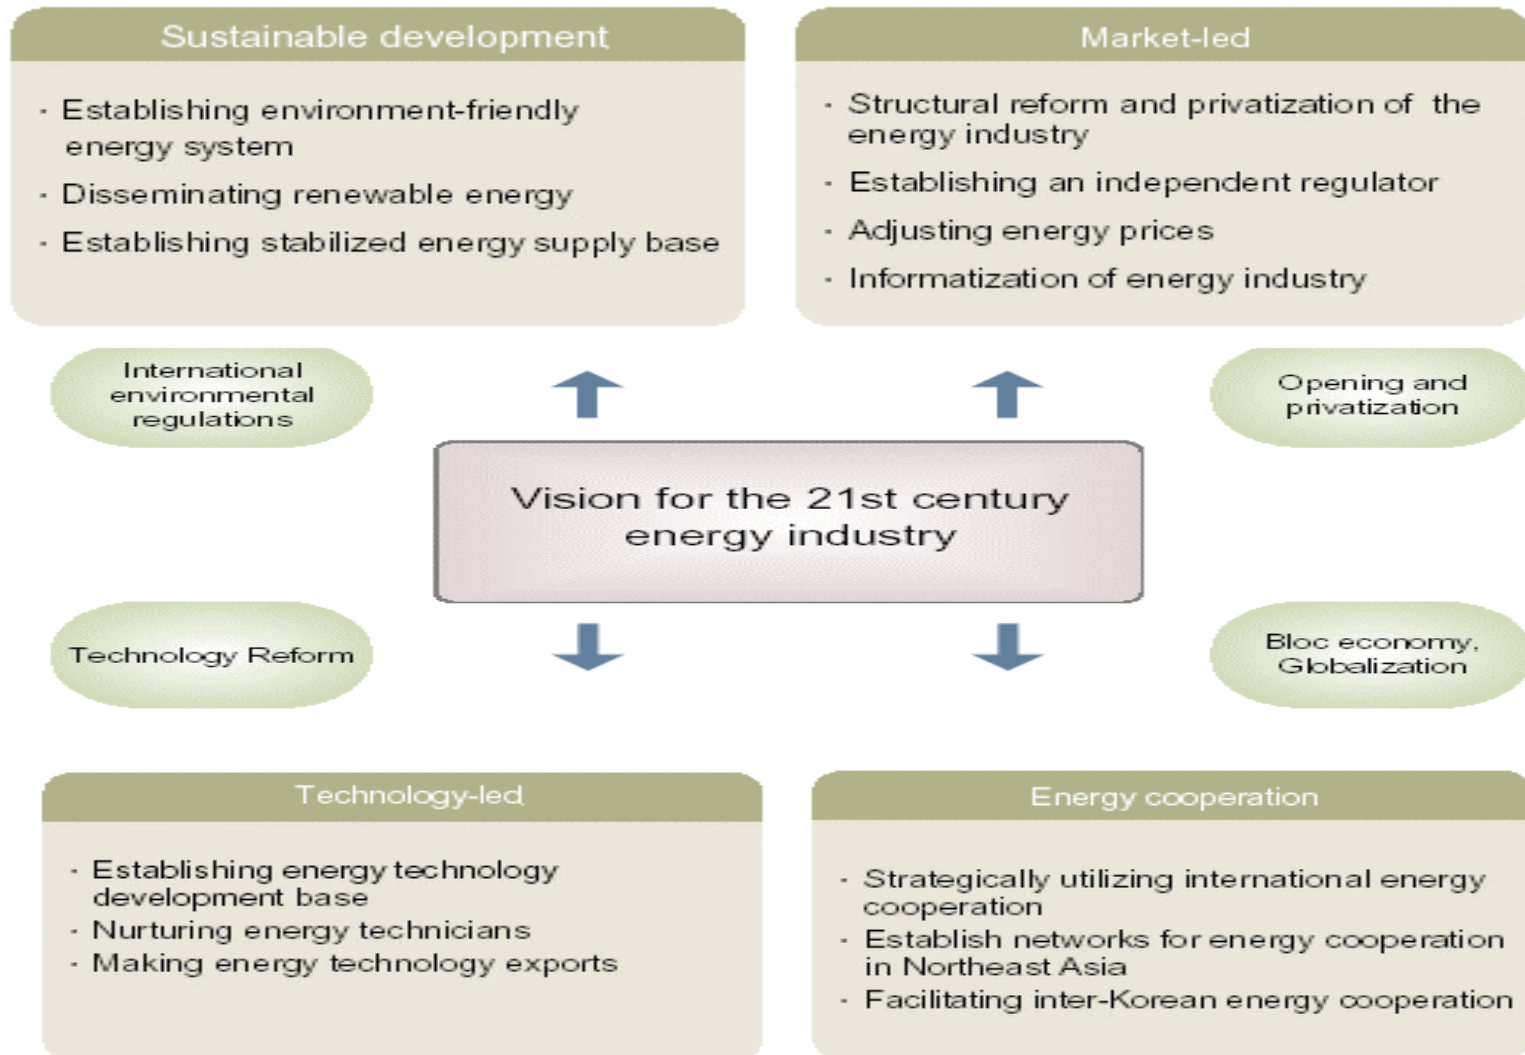 Sustainable development
· Establishing environment-friendly
energy system
· Disseminating renewable energy
· Establishing stabilized energy supply base
Market-led
· Structural reform and privatization of the
energy industry
· Establishing an independent regulator
· Adjusting energy prices
· Informatization of energy industry
International
environmental
regulations
Opening and
privatization
Vision for the 21st century
energy industry
Technology Reform
Bloc economy,
Globalization
Technology-led
· Establishing energy technology
development base
· Nurturing energy technicians
· Making energy technology exports
Energy cooperation
· Strategically utilizing international energy
cooperation
· Establish networks for energy cooperation
in Northeast Asia
· Facilitating inter-Korean energy cooperation